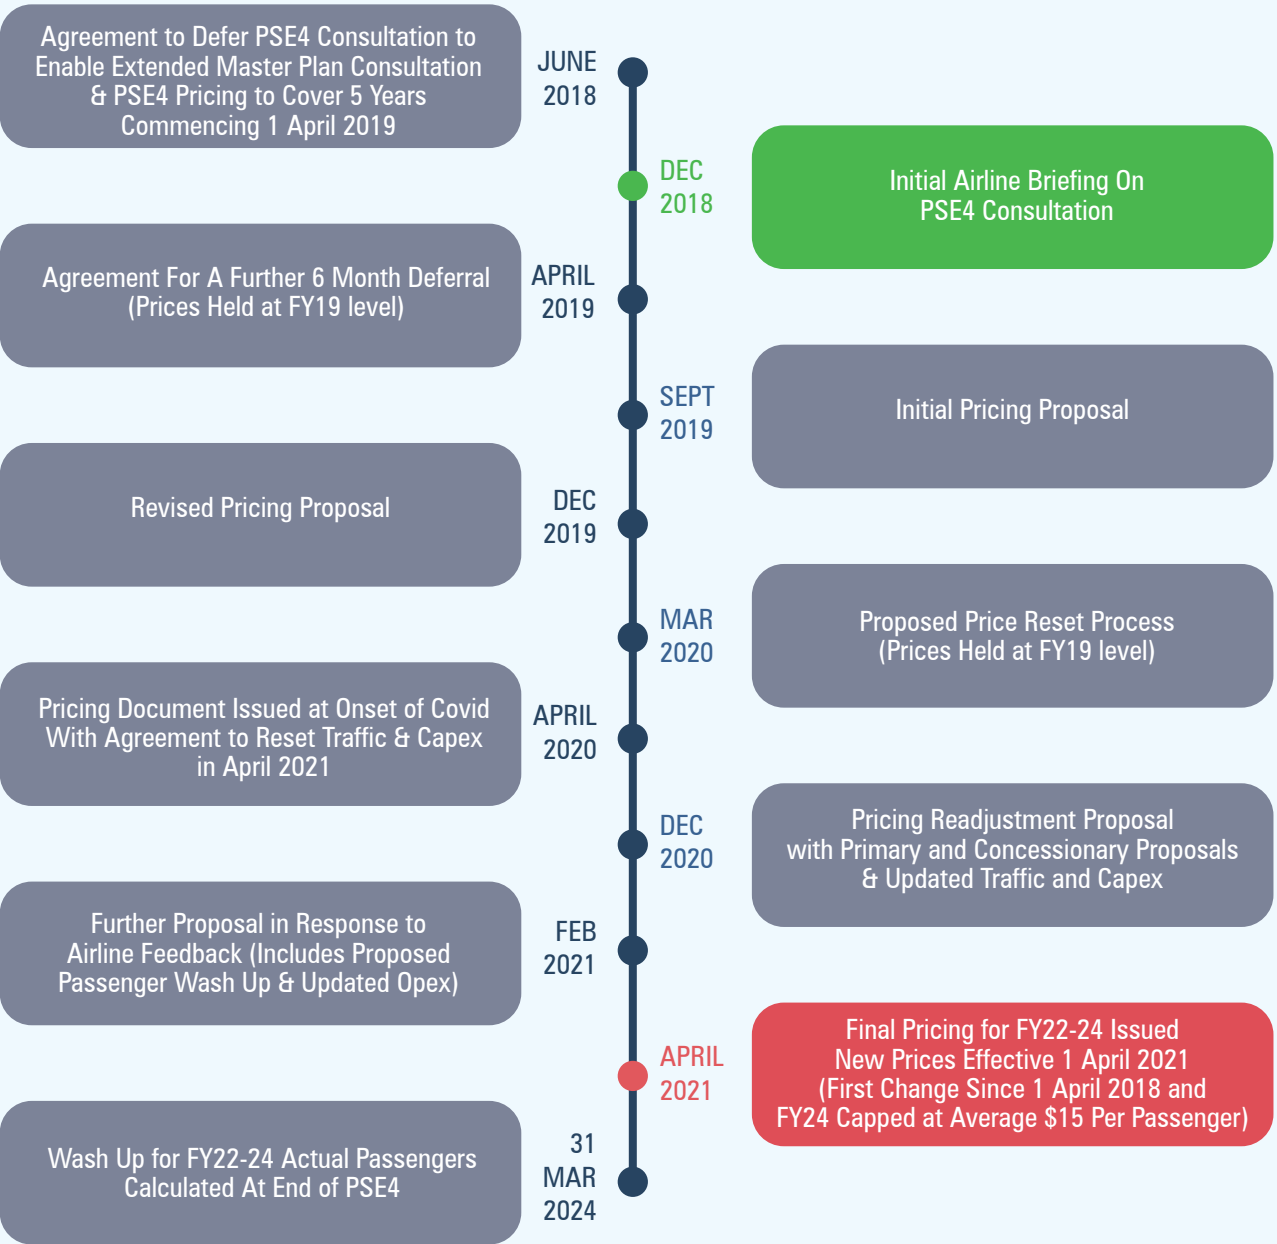 Agreement to Defer PSE4 Consultation to
Enable Extended Master Plan Consultation
& PSE4 Pricing to Cover 5 Years
Commencing 1 April 2019
JUNE
2018
DEC
2018
Initial Airline Briefing On
PSE4 Consultation
Agreement For A Further 6 Month Deferral
(Prices Held at FY19 level)
APRIL
2019
SEPT
2019
Initial Pricing Proposal
Revised Pricing Proposal
DEC
2019
MAR
2020
Proposed Price Reset Process
(Prices Held at FY19 level)
Pricing Document Issued at Onset of Covid
With Agreement to Reset Traffic & Capex
in April 2021
APRIL
2020
DEC
2020
Pricing Readjustment Proposal
with Primary and Concessionary Proposals
& Updated Traffic and Capex
Further Proposal in Response to
Airline Feedback (Includes Proposed
Passenger Wash Up & Updated Opex)
FEB
2021
APRIL
2021
Final Pricing for FY22-24 Issued
New Prices Effective 1 April 2021
(First Change Since 1 April 2018 and
FY24 Capped at Average $15 Per Passenger)
Wash Up for FY22-24 Actual Passengers
Calculated At End of PSE4
31
MAR
2024